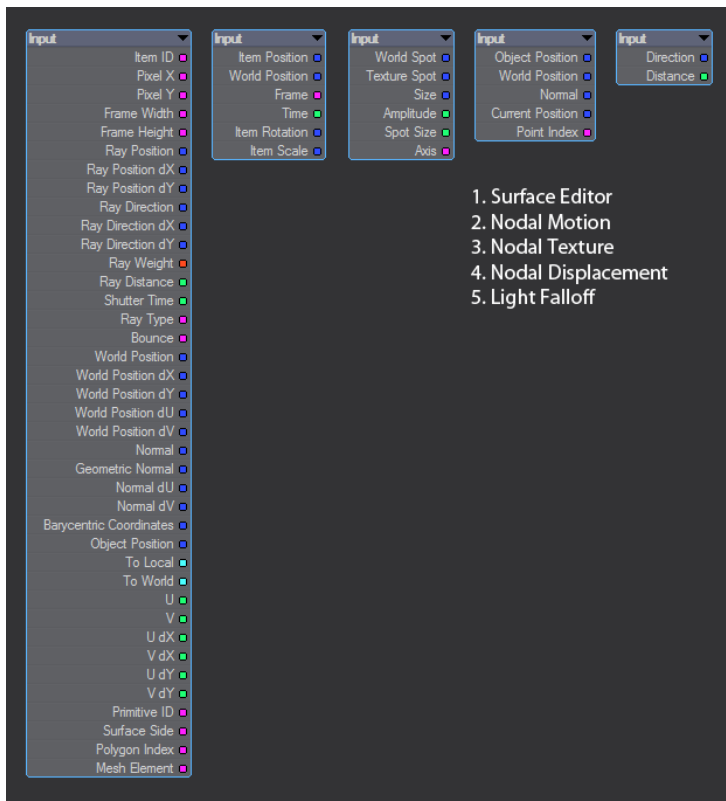 Input
Item ID
Pixel X
Pixel Y
Frame Width
Frame Height
Ray Position
Ray Position dX
Ray Position dY
Ray Direction
Ray Direction dX
Ray Direction dY
Ray Weight
Ray Distance
Shutter Time
Ray Type
Bounce
World Position
World Position dX
World Position dY
World Position dU
World Position dV
Normal
Geometric Normal
Normal dU
Normal dV
Barycentric Coordinates
Object Position
To Local
To World
U
V
U dX
V dX
U dY
V dY
Primitive ID
Surface Side
Polygon Index
Mesh Element
Input
Item Position
World Position
Frame
Time
Item Rotation
Item Scale
Input
World Spot
Texture Spot
Size
Amplitude
Spot Size
Axis
Input
Object Position
World Position
Normal
Current Position
Point Index
Input
Direction
Distance
1. Surface Editor
2. Nodal Motion
3. Nodal Texture
4. Nodal Displacement
5. Light Falloff